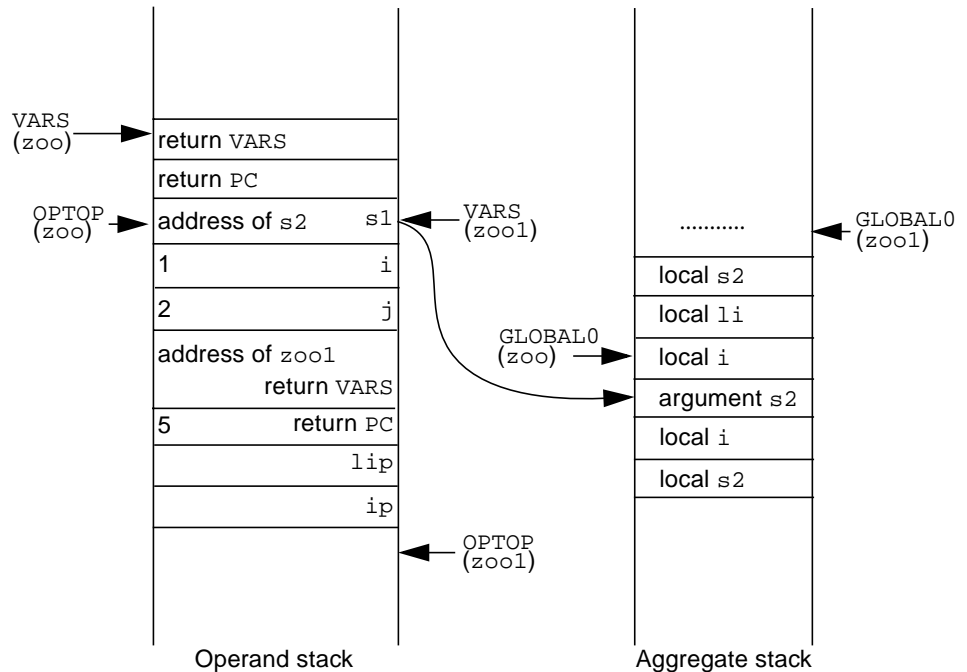 VARS
(zoo)
return VARS
return PC
OPTOP
(zoo)
address of s2 s1
VARS
(zoo1)
1 i
2 j
address of zoo1
return VARS
5 return PC
lip
ip
OPTOP
(zoo1)
Operand stack
...........
GLOBAL0
(zoo1)
local s2
local li
GLOBAL0
(zoo)
local i
argument s2
local i
local s2
Aggregate stack